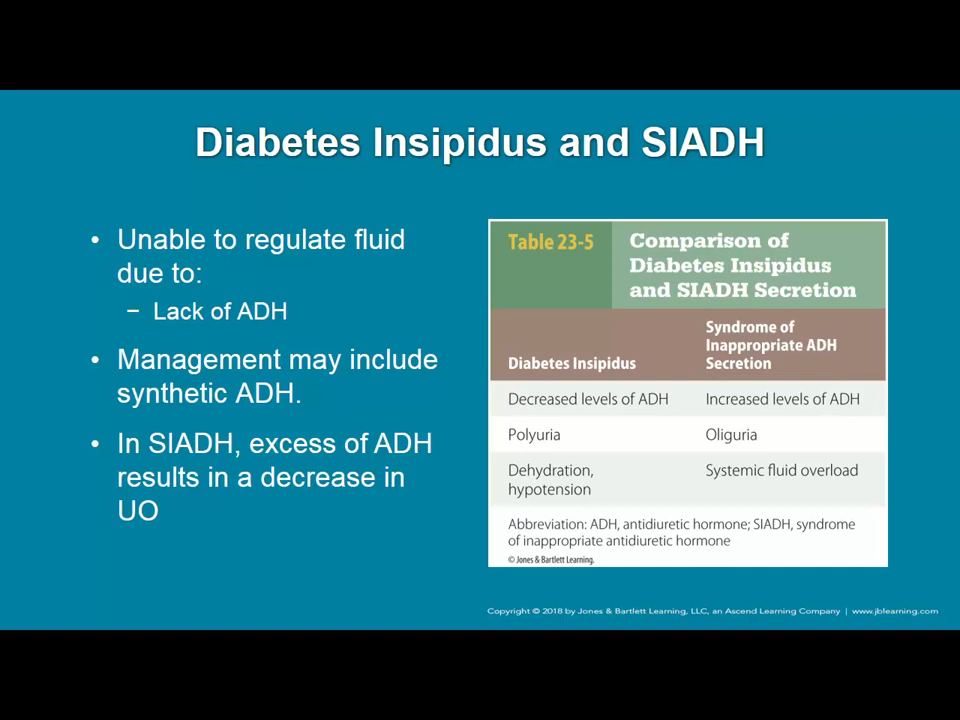 Diabetes Insipidus and SIADH
• Unable to regulate fluid
due to:
– Lack of ADH
• Management may include
synthetic ADH.
• In SIADH, excess of ADH
results in a decrease in
UO
Table 23-5
Comparison of
Diabetes Insipidus
and SIADH Secretion
Diabetes Insipidus
Syndrome of
Inappropriate ADH
Secretion
Decreased levels of ADH
Increased levels of ADH
Polyuria
Oliguria
Dehydration,
hypotension
Systemic fluid overload
Abbreviation: ADH, antidiuretic hormone; SIADH, syndrome
of inappropriate antidiuretic hormone
© Jones & Bartlett Learning.
Copyright © 2018 by Jones & Bartlett Learning, LLC, an Ascend Learning Company | www.jblearning.com